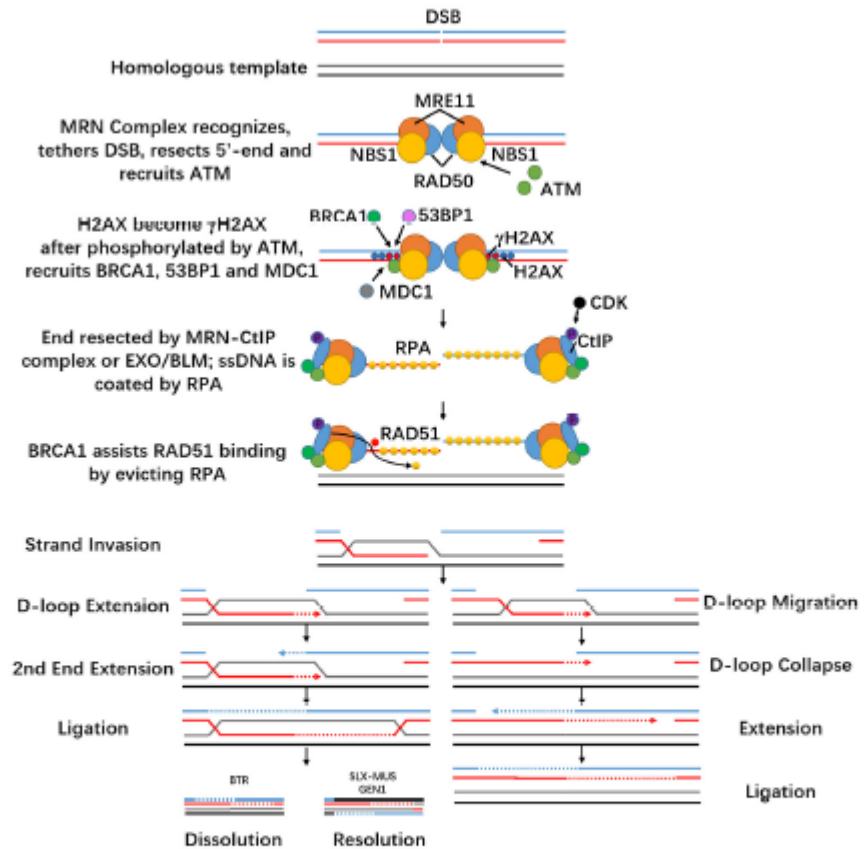 DSB
Homologous template
MRE11
MRN Complex recognizes,
tethers DSB, resects 5'-end and
recruits ATM
NBS1
NBS1
RAD50
ATM
BRCA1
53BP1
H2AX become γH2AX
after phosphorylated by ATM,
recruits BRCA1, 53BP1 and MDC1
γH2AX
H2AX
MDC1
CDK
P
CtIP
End resected by MRN-CtIP
complex or EXO/BLM; ssDNA is
coated by RPA
P
RPA
P
P
RAD51
BRCA1 assists RAD51 binding
by evicting RPA
Strand Invasion
D-loop Extension
D-loop Migration
2nd End Extension
D-loop Collapse
Ligation
Extension
BTR
SLX-MUS
GEN1
Ligation
Dissolution
Resolution